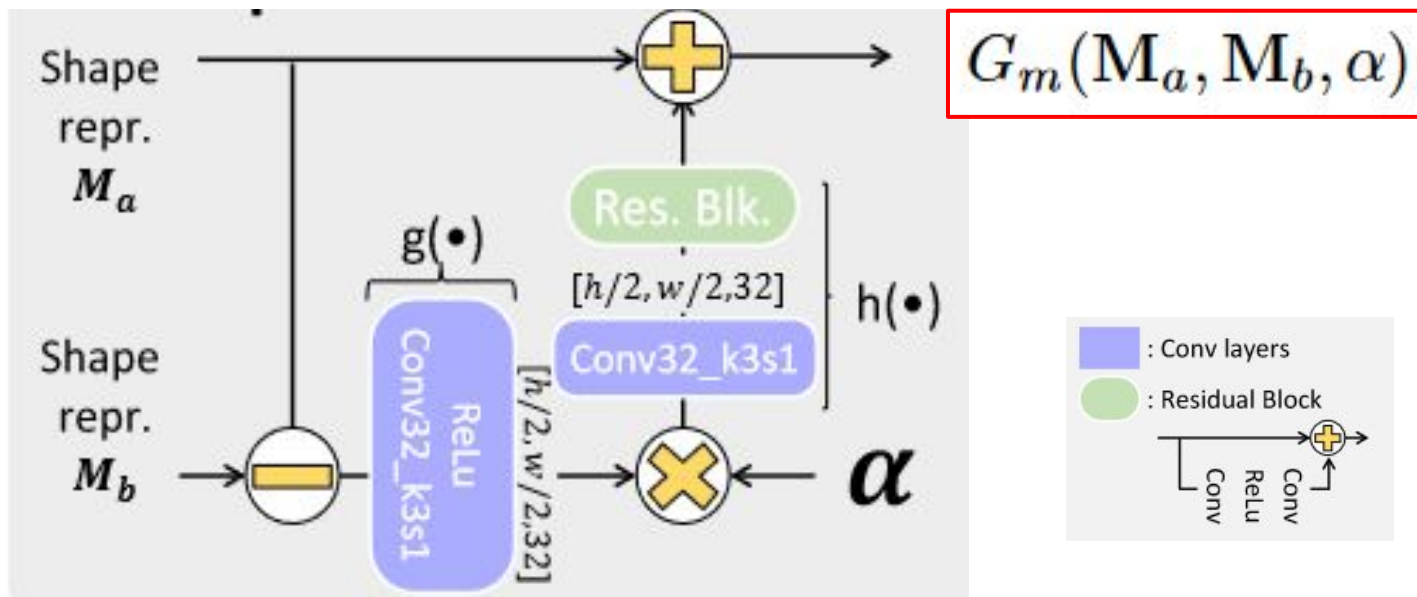 G_m(M_a, M_b, α)
Shape
repr.
M_a
Res. Blk.
g(•)
[h/2, w/2,32]
h(•)
Shape
repr.
M_b
Conv32_k3s1
ReLu
Conv32_k3s1
[h/2, w/2,32]
α
: Conv layers
: Residual Block
Conv
ReLu
Conv